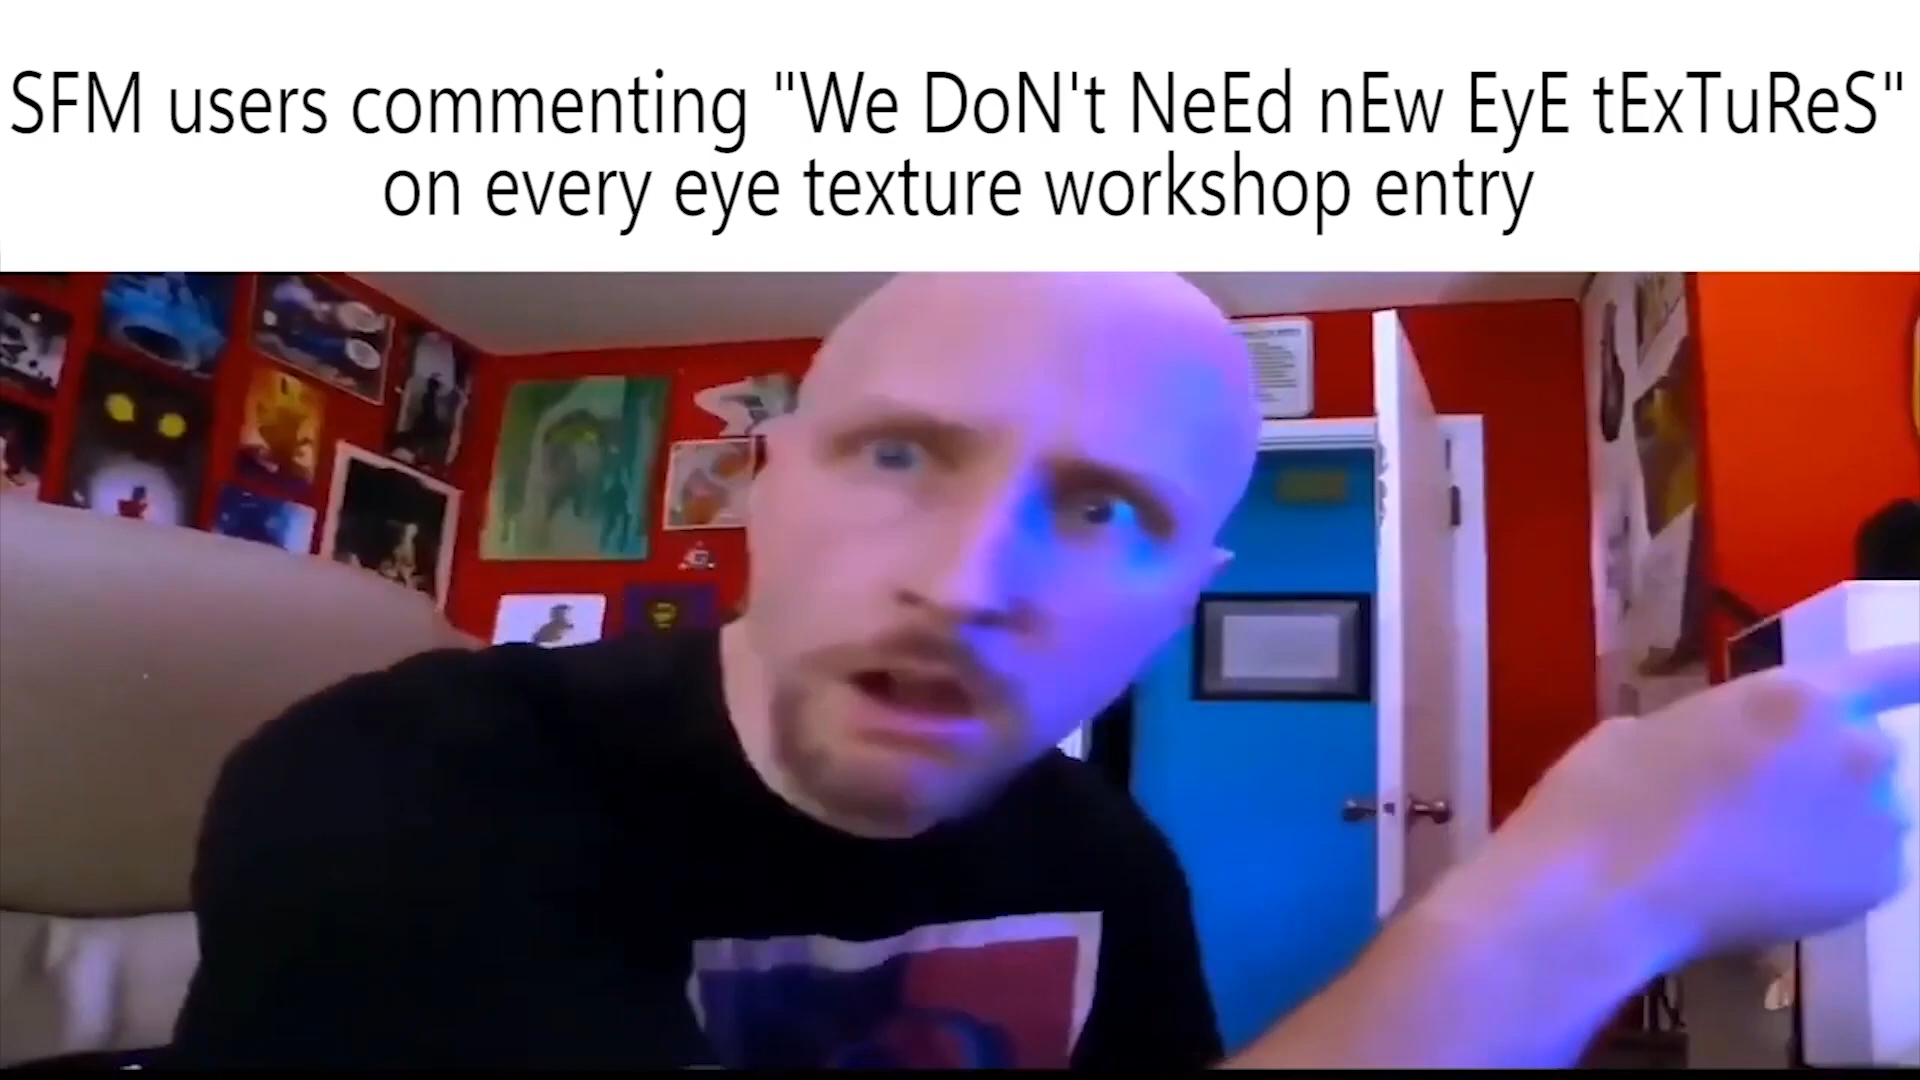 SFM users commenting "We DoN't NeEd nEw EyE tExTuReS"
on every eye texture workshop entry